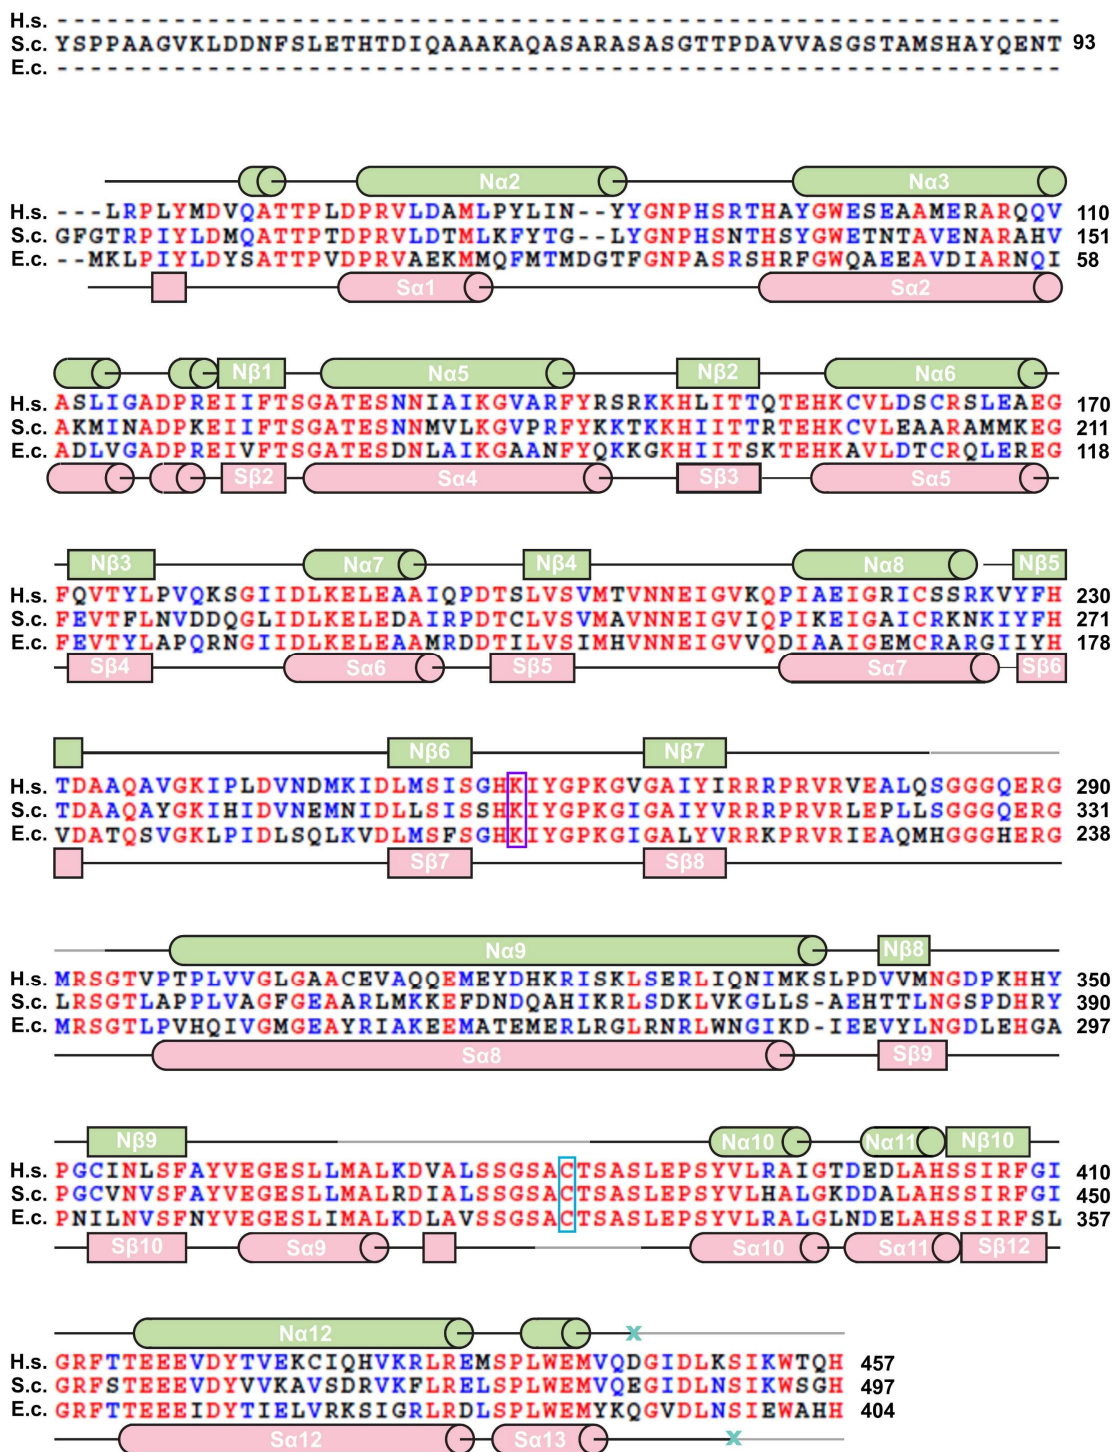 H.s. ------------------------------------------------------------
S.c. YSPPAAGVKLDDNFSLETHTDIQAAAKAQASARASASGTTPDAVVASGSTAMSHAYQENT 93
E.c. ------------------------------------------------------------
Nα2 Nα3
H.s. ---LRPLYMDVQATTPLDPRVLDAMLPYLIN--YYGNPHSRTHAYGWESEAAMERARQQV 110
S.c. GFGTRPIYLDMQATTPTDPRVLDTMLKFYTG--LYGNPHSNTHSYGWETNTAVENARAHV 151
E.c. --MKLPIYLDYSATTPVDPRVAEKMMQFMTMDGTFGNPASRSHRFGWQAEEAVDIARNQI 58
Sα1 Sα2
Nβ1 Nα5 Nβ2 Nα6
H.s. ASLIGADPREIIFTSGATESNNIAIKGVARFYRSRKKHLITTQTEHKCVLDSCRSLEAEG 170
S.c. AKMINADPKEIIFTSGATESNNMVLKGVPRFYKKTKKHIITTRTEHKCVLEAARAMMKEG 211
E.c. ADLVGADPREIVFTSGATESDNLAIKGAANFYQKKGKHIITSKTEHKAVLDTCRQLEREG 118
Sβ2 Sα4 Sβ3 Sα5
Nβ3 Nα7 Nβ4 Nα8 Nβ5
H.s. FQVTYLPVQKSGIIDLKELEAAIQPDTSLVSVMTVNNEIGVKQPIAEIGRICSSRKVYFH 230
S.c. FEVTFLNVDDQGLIDLKELEDAIRPDTCLVSVMAVNNEIGVIQPIKEIGAICRKNKIYFH 271
E.c. FEVTYLAPQRNGIIDLKELEAAMRDDTILVSIMHVNNEIGVVQDIAAIGEMCRARGIIYH 178
Sβ4 Sα6 Sβ5 Sα7 Sβ6
Nβ6 Nβ7
H.s. TDAAQAVGKIPLDVNDMKIDLMSISGHKIYGPKGVGAIYIRRRPRVRVEALQSGGGQERG 290
S.c. TDAAQAYGKIHIDVNEMNIDLLSISSHKIYGPKGIGAIYVRRRPRVRLEPLLSGGGQERG 331
E.c. VDATQSVGKLPIDLSQLKVDLMSFSGHKIYGPKGIGALYVRRKPRVRIEAQMHGGGHERG 238
Sβ7 Sβ8
Nα9 Nβ8
H.s. MRSGTVPTPLVVGLGAACEVAQQEMEYDHKRISKLSERLIQNIMKSLPDVVMNGDPKHHY 350
S.c. LRSGTLAPPLVAGFGEAARLMKKEFDNDQAHIKRLSDKLVKGLLS-AEHTTLNGSPDHRY 390
E.c. MRSGTLPVHQIVGMGEAYRIAKEEMATEMERLRGLRNRLWNGIKD-IEEVYLNGDLEHGA 297
Sα8 Sβ9
Nβ9 Nα10 Nα11 Nβ10
H.s. PGCINLSFAYVEGESLLMALKDVALSSGSACTSASLEPSYVLRAIGTDEDLAHSSIRFGI 410
S.c. PGCVNVSFAYVEGESLLMALRDIALSSGSACTSASLEPSYVLHALGKDDALAHSSIRFGI 450
E.c. PNILNVSFNYVEGESLIMALKDLAVSSGSACTSASLEPSYVLRALGLNDELAHSSIRFSL 357
Sβ10 Sα9 Sα10 Sα11 Sβ12
Nα12 x
H.s. GRFTTEEEVDYTVEKCIQHVKRLREMSPLWEMVQDGIDLKSIKWTQH 457
S.c. GRFSTEEEVDYVVKAVSDRVKFLRELSPLWEMVQEGIDLNSIKWSGH 497
E.c. GRFTTEEEIDYTIELVRKSIGRLRDLSPLWEMYKQGVDLNSIEWAHH 404
Sα12 Sα13 x